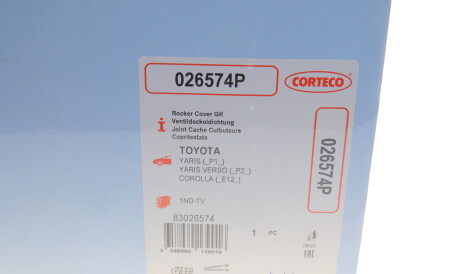 026574P
CORTECO
Rocker Cover GK
Ventildeckeldichtung
Joint Cache Culbuteurs
Copritestata
026574P
TOYOTA
YARIS (_P1_)
YARIS VERSO (_P2_)
COROLLA (_E12_)
1ND-TV
83026574
1 PC
EAC